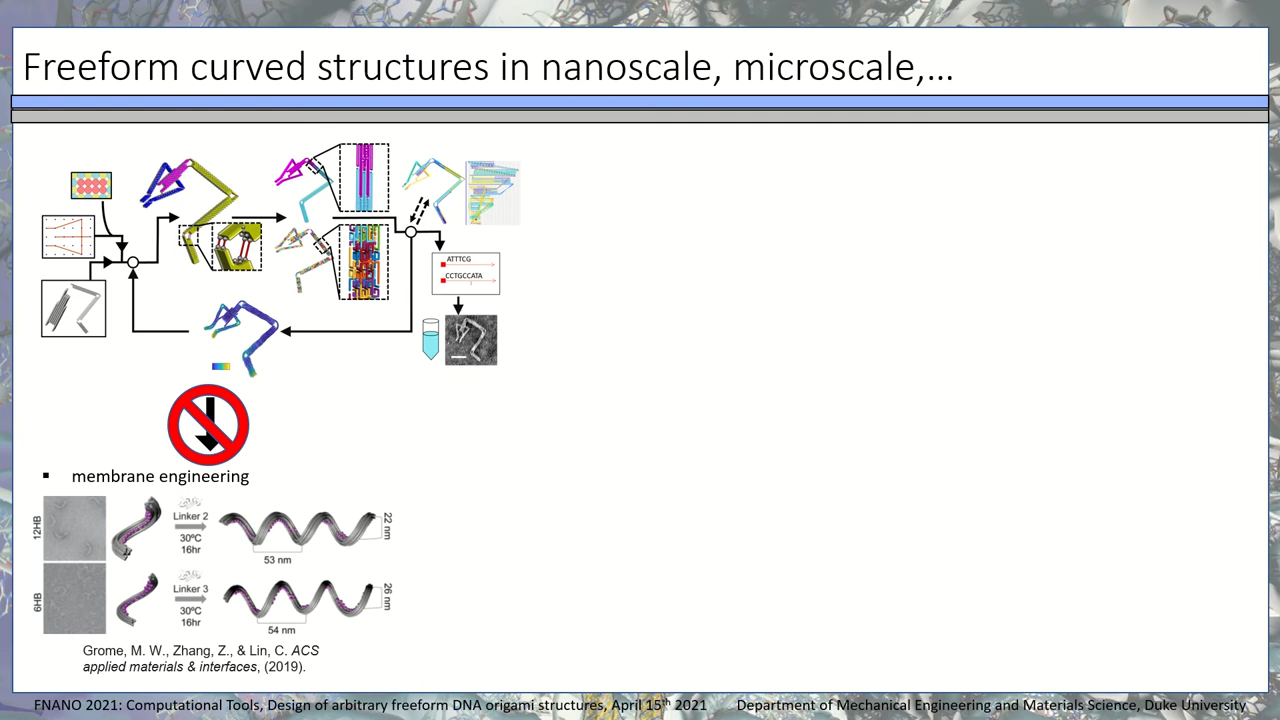 Freeform curved structures in nanoscale, microscale,...
ATTTCG
CCTGCCATA
▪ membrane engineering
12HB
Linker 2
30ºC
16hr
53 nm
22 nm
6HB
Linker 3
30ºC
16hr
54 nm
26 nm
Grome, M. W., Zhang, Z., & Lin, C. ACS
applied materials & interfaces, (2019).
FNANO 2021: Computational Tools, Design of arbitrary freeform DNA origami structures, April 15th 2021 Department of Mechanical Engineering and Materials Science, Duke University